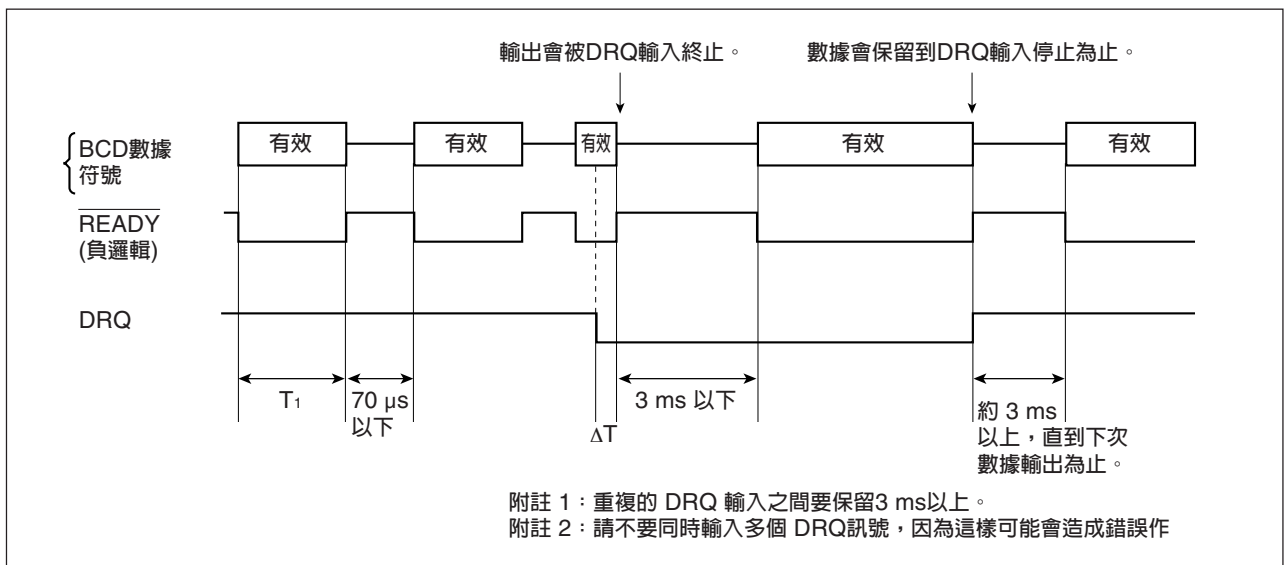 輸出會被DRQ輸入終止。
數據會保留到DRQ輸入停止為止。
BCD數據
符號
有效
有效
有效
有效
有效
READY
(負邏輯)
DRQ
T₁
70 µs
以下
ΔT
3 ms 以下
約 3 ms
以上，直到下次
數據輸出為止。
附註 1：重複的 DRQ 輸入之間要保留3 ms以上。
附註 2：請不要同時輸入多個 DRQ訊號，因為這樣可能會造成錯誤作